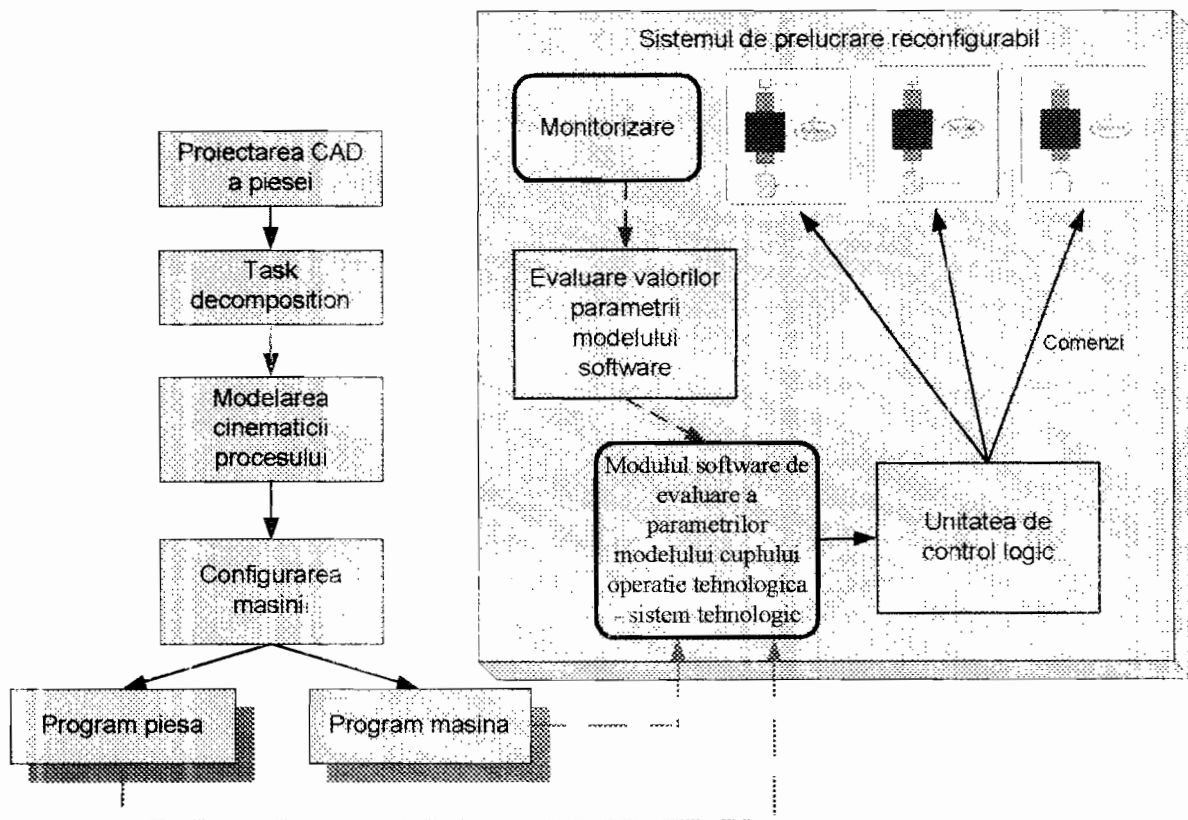 Sistemul de prelucrare reconfigurabil
Monitorizare
Proiectarea CAD
a piesei
Task
decomposition
Modelarea
cinematicii
procesului
Configurarea
masini
Program piesa
Program masina
Evaluare valorilor
parametrii
modelului
software
Modulul software de
evaluare a
parametrilor
modelului cuplului
operatie tehnologica
- sistem tehnologic
Unitatea de
control logic
Comenzi